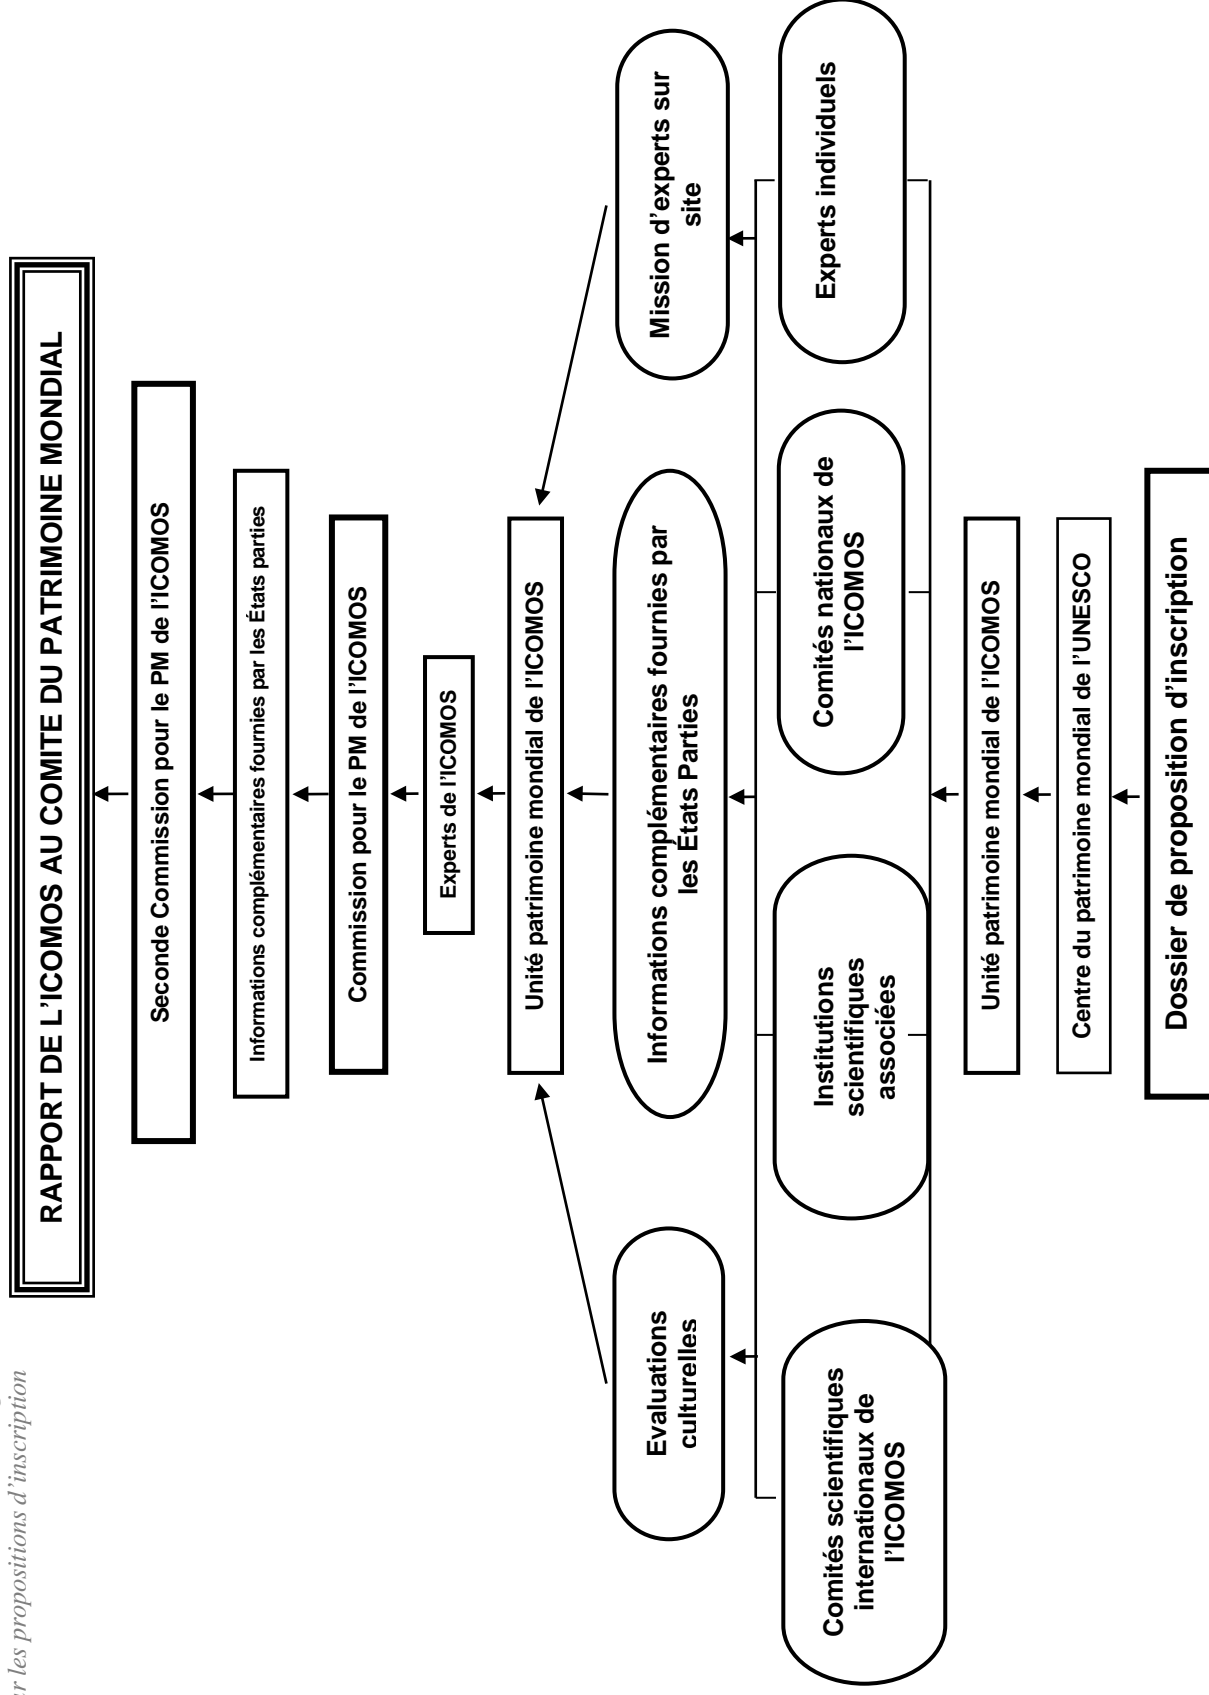 les propositions d'inscription
RAPPORT DE L'ICOMOS AU COMITE DU PATRIMOINE MONDIAL
Seconde Commission pour le PM de l'ICOMOS
Informations complémentaires fournies par les États parties
Commission pour le PM de l'ICOMOS
Experts de l'ICOMOS
Unité patrimoine mondial de l'ICOMOS
Evaluations
culturelles
Informations complémentaires fournies par
les États Parties
Mission d'experts sur
site
Comités scientifiques
internationaux de
l'ICOMOS
Institutions
scientifiques
associées
Comités nationaux de
l'ICOMOS
Experts individuels
Unité patrimoine mondial de l'ICOMOS
Centre du patrimoine mondial de l'UNESCO
Dossier de proposition d'inscription